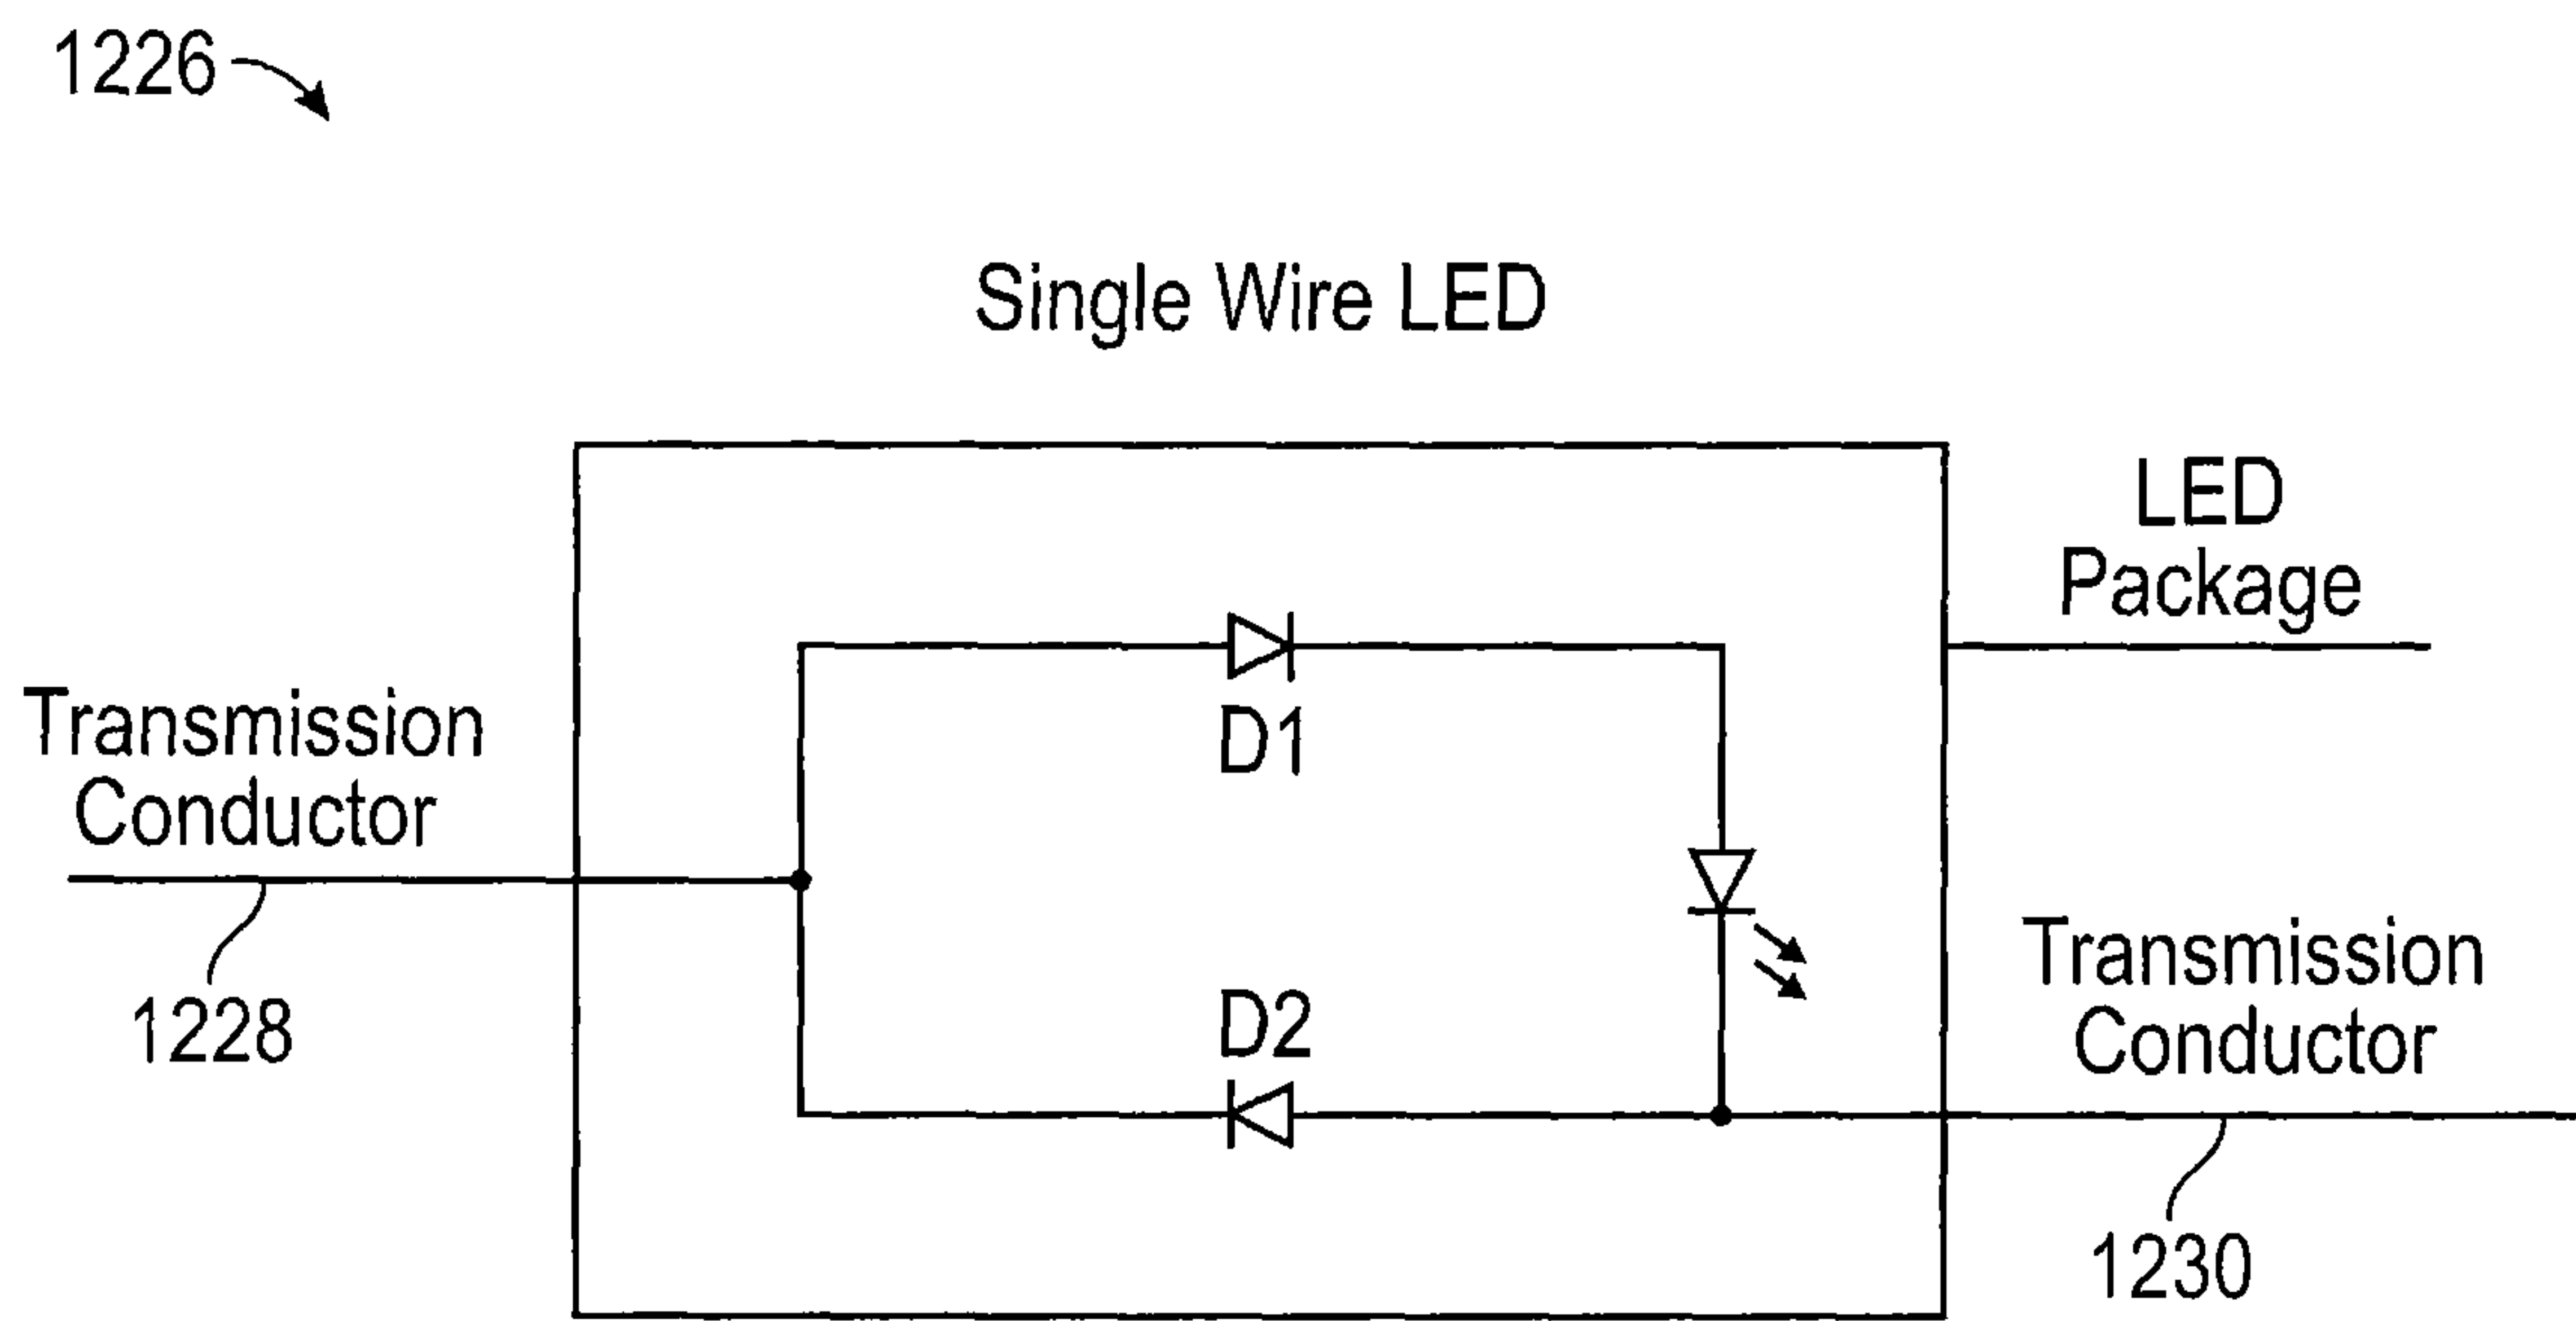 1226
Single Wire LED
LED
Package
D1
Transmission
Conductor
1228
D2
Transmission
Conductor
1230